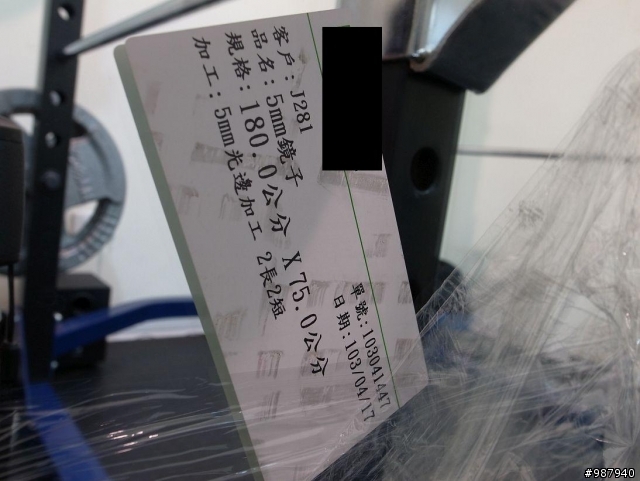 客戶：J281
品名：5mm鏡子
規格：180.0公分 X 75.0公分
加工：5mm光邊加工 2長2短
單號：103041447
日期：103/04/17
#987940